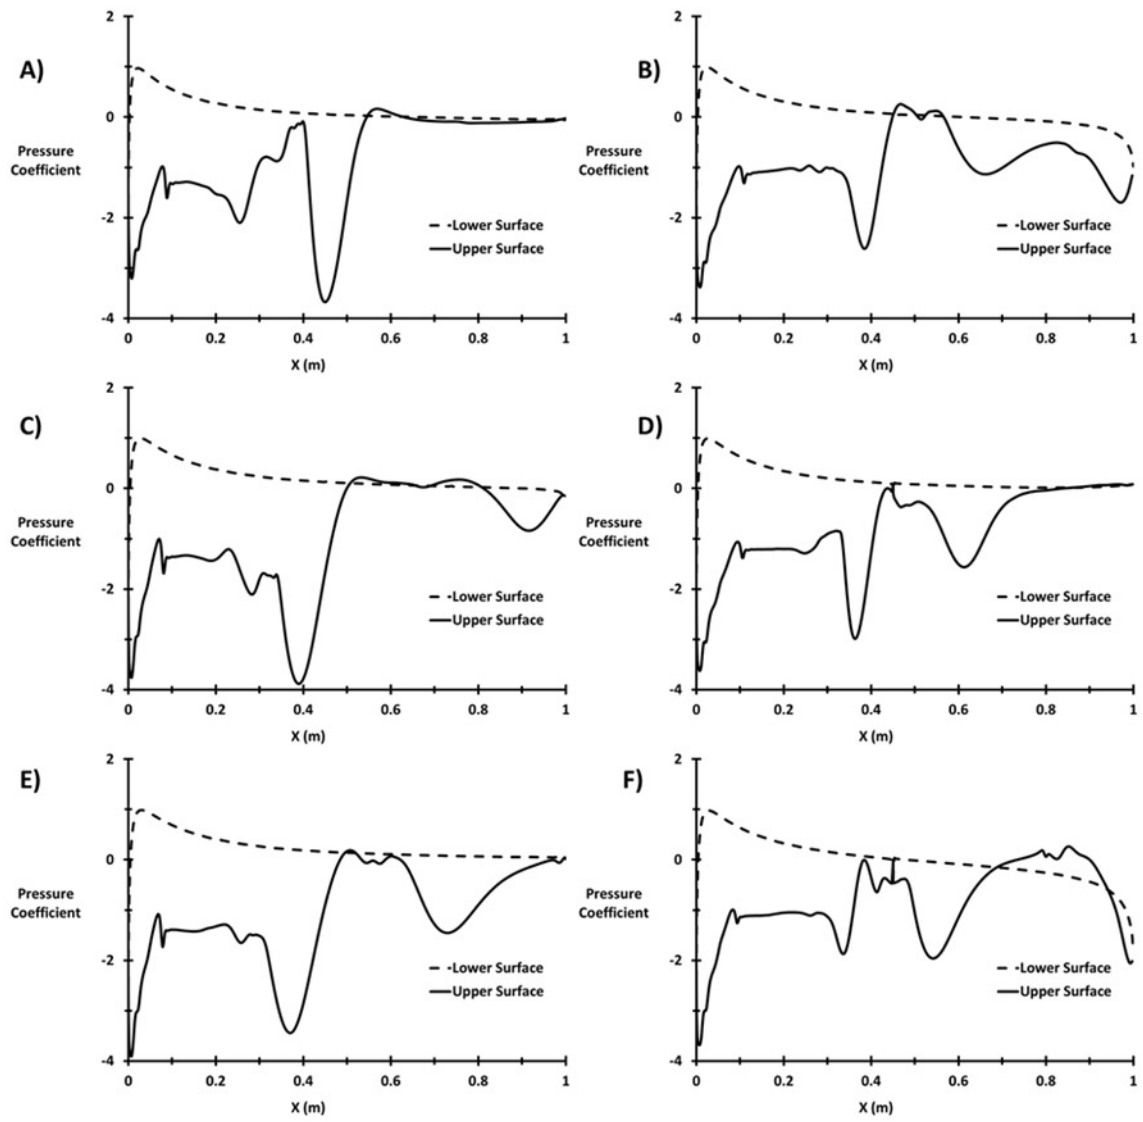 A)
2
0
-2
-4
Pressure
Coefficient
0 0.2 0.4 0.6 0.8 1
X (m)
Lower Surface
Upper Surface
B)
2
0
-2
-4
Pressure
Coefficient
0 0.2 0.4 0.6 0.8 1
X (m)
Lower Surface
Upper Surface
C)
2
0
-2
-4
Pressure
Coefficient
0 0.2 0.4 0.6 0.8 1
X (m)
Lower Surface
Upper Surface
D)
2
0
-2
-4
Pressure
Coefficient
0 0.2 0.4 0.6 0.8 1
X (m)
Lower Surface
Upper Surface
E)
2
0
-2
-4
Pressure
Coefficient
0 0.2 0.4 0.6 0.8 1
X (m)
Lower Surface
Upper Surface
F)
2
0
-2
-4
Pressure
Coefficient
0 0.2 0.4 0.6 0.8 1
X (m)
Lower Surface
Upper Surface